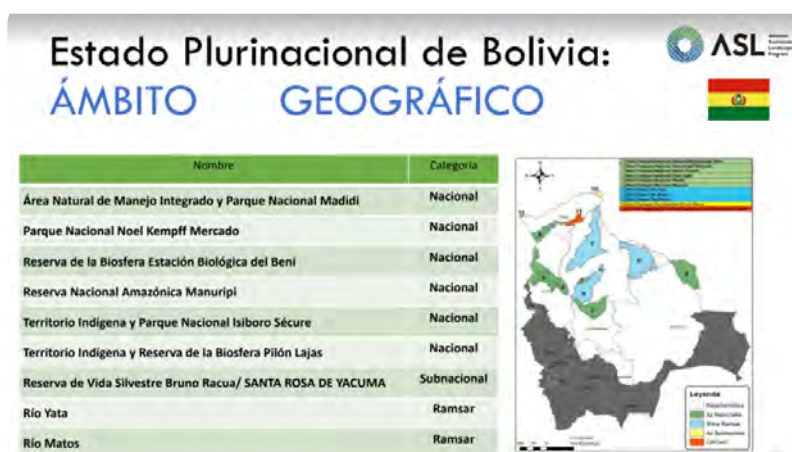 Estado Plurinacional de Bolivia:
ÁMBITO GEOGRÁFICO
ASL
Nombre Categoría
Área Natural de Manejo Integrado y Parque Nacional Madidi Nacional
Parque Nacional Noel Kempff Mercado Nacional
Reserva de la Biosfera Estación Biológica del Beni Nacional
Reserva Nacional Amazónica Manuripi Nacional
Territorio Indígena y Parque Nacional Isiboro Sécure Nacional
Territorio Indígena y Reserva de la Biosfera Pilón Lajas Nacional
Reserva de Vida Silvestre Bruno Racua/ SANTA ROSA DE YACUMA Subnacional
Río Yata Ramsar
Río Matos Ramsar
Leyenda